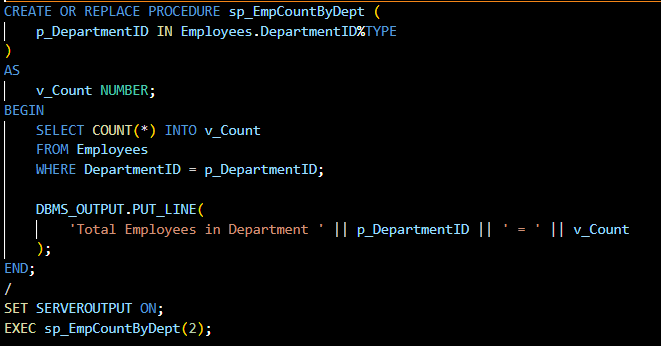 CREATE OR REPLACE PROCEDURE sp_EmpCountByDept (
    p_DepartmentID IN Employees.DepartmentID%TYPE
)
AS
    v_Count NUMBER;
BEGIN
    SELECT COUNT(*) INTO v_Count
    FROM Employees
    WHERE DepartmentID = p_DepartmentID;

    DBMS_OUTPUT.PUT_LINE(
        'Total Employees in Department ' || p_DepartmentID || ' = ' || v_Count
    );
END;
/
SET SERVEROUTPUT ON;
EXEC sp_EmpCountByDept(2);